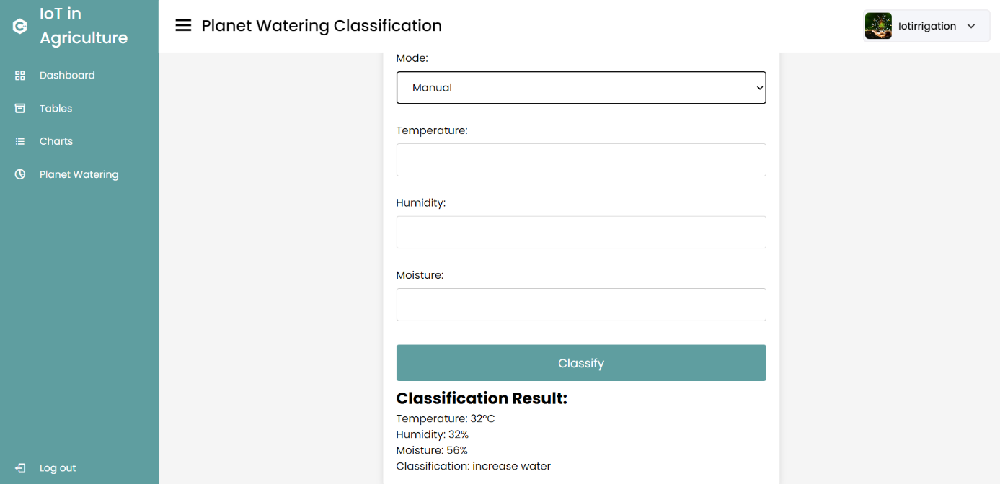 IoT in
Agriculture
Dashboard
Tables
Charts
Planet Watering
Log out
Planet Watering Classification
Iotirrigation
Mode:
Manual
Temperature:
Humidity:
Moisture:
Classify
Classification Result:
Temperature: 32°C
Humidity: 32%
Moisture: 56%
Classification: increase water